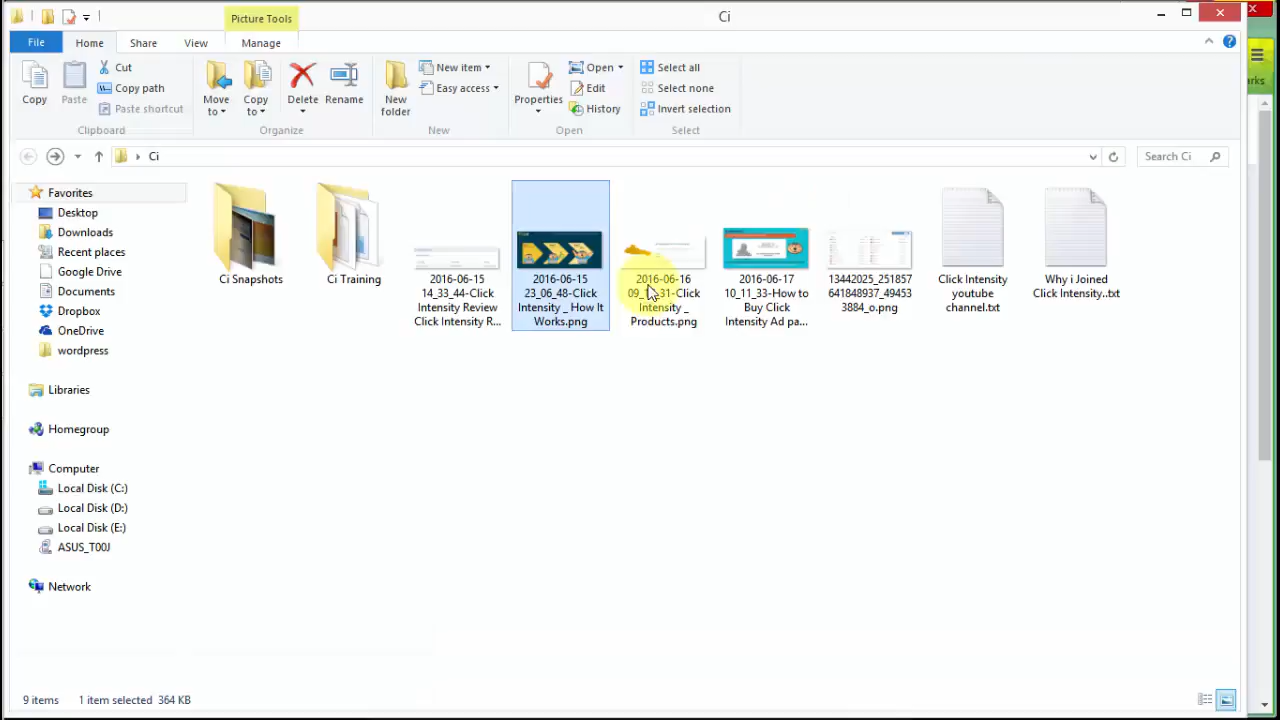 Picture Tools
Ci
File
Home
Share
View
Manage
Copy
Paste
Cut
Copy path
Paste shortcut
Clipboard
Move to
Copy to
Delete
Rename
Organize
New folder
New item
Easy access
New
Properties
Open
Edit
History
Open
Select all
Select none
Invert selection
Select
Ci
Search Ci
Favorites
Desktop
Downloads
Recent places
Google Drive
Documents
Dropbox
OneDrive
wordpress
Libraries
Homegroup
Computer
Local Disk (C:)
Local Disk (D:)
Local Disk (E:)
ASUS_T00J
Network
Ci Snapshots
Ci Training
2016-06-15
14_33_44-Click
Intensity Review
Click Intensity R...
2016-06-15
23_06_48-Click
Intensity _ How It
Works.png
2016-06-16
31-Click
Intensity _
Products.png
2016-06-17
10_11_33-How to
Buy Click
Intensity Ad pa...
13442025_251857
641848937_49453
3884_o.png
Click Intensity
youtube
channel.txt
Why i Joined
Click Intensity..txt
9 items
1 item selected 364 KB